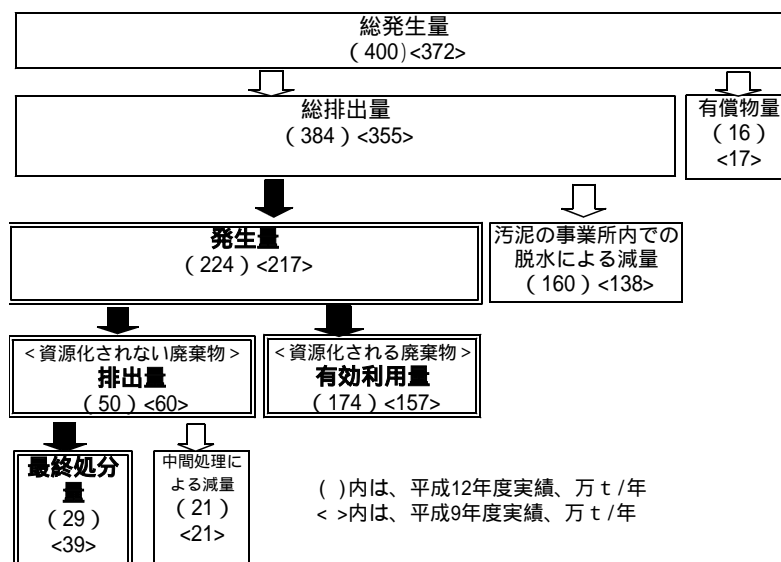 総発生量
(400)<372>
総排出量
(384)<355>
有償物量
(16)
<17>
発生量
(224)<217>
汚泥の事業所内での
脱水による減量
(160)<138>
<資源化されない廃棄物>
排出量
(50)<60>
<資源化される廃棄物>
有効利用量
(174)<157>
最終処分
量
(29)
<39>
中間処理に
よる減量
(21)
<21>
( )内は、平成12年度実績、万t/年
< >内は、平成9年度実績、万t/年